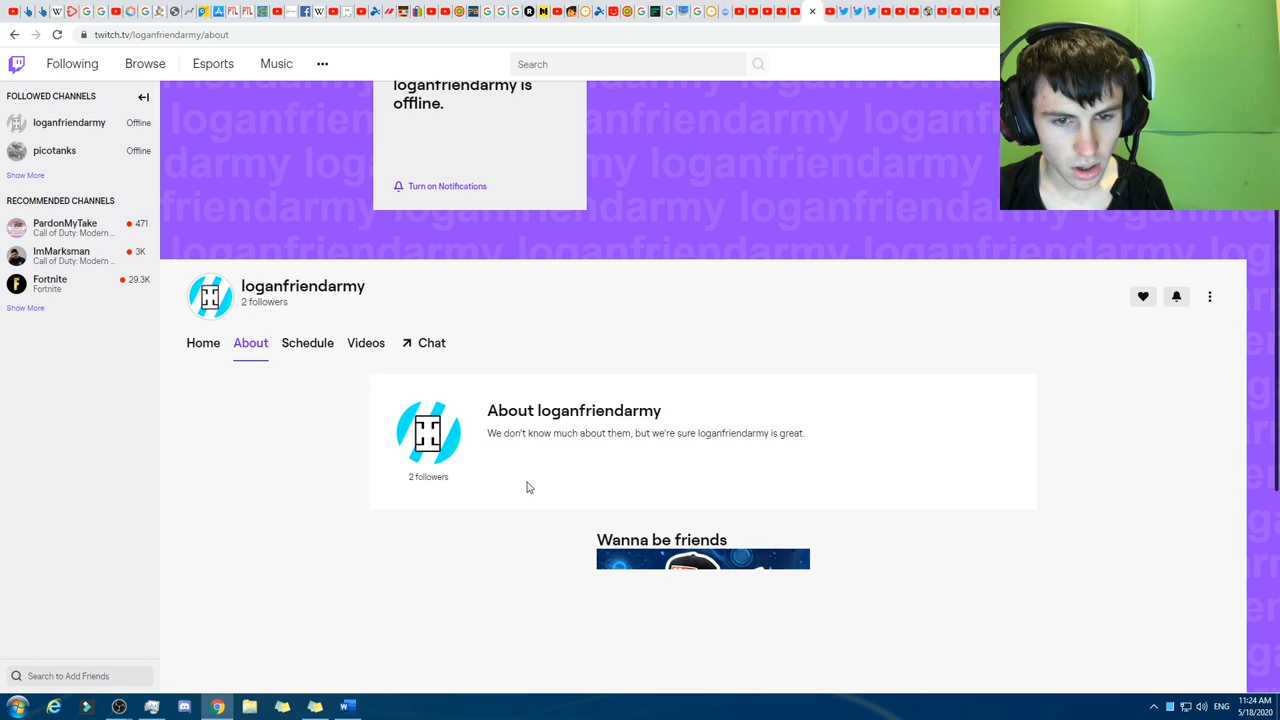 twitch.tv/loganfriendarmy/about
Following
Browse
Esports
Music
Search
FOLLOWED CHANNELS
loganfriendarmy Offline
picotanks Offline
Show More
RECOMMENDED CHANNELS
PardonMyTake 471
Call of Duty: Modern ...
ImMarksman 3K
Call of Duty: Modern ...
Fortnite 29.3K
Fortnite
Show More
Search to Add Friends
loganfriendarmy is
offline.
Turn on Notifications
loganfriendarmy
2 followers
Home About Schedule Videos Chat
About loganfriendarmy
We don't know much about them, but we're sure loganfriendarmy is great.
2 followers
Wanna be friends
ENG
11:24 AM
5/18/2020